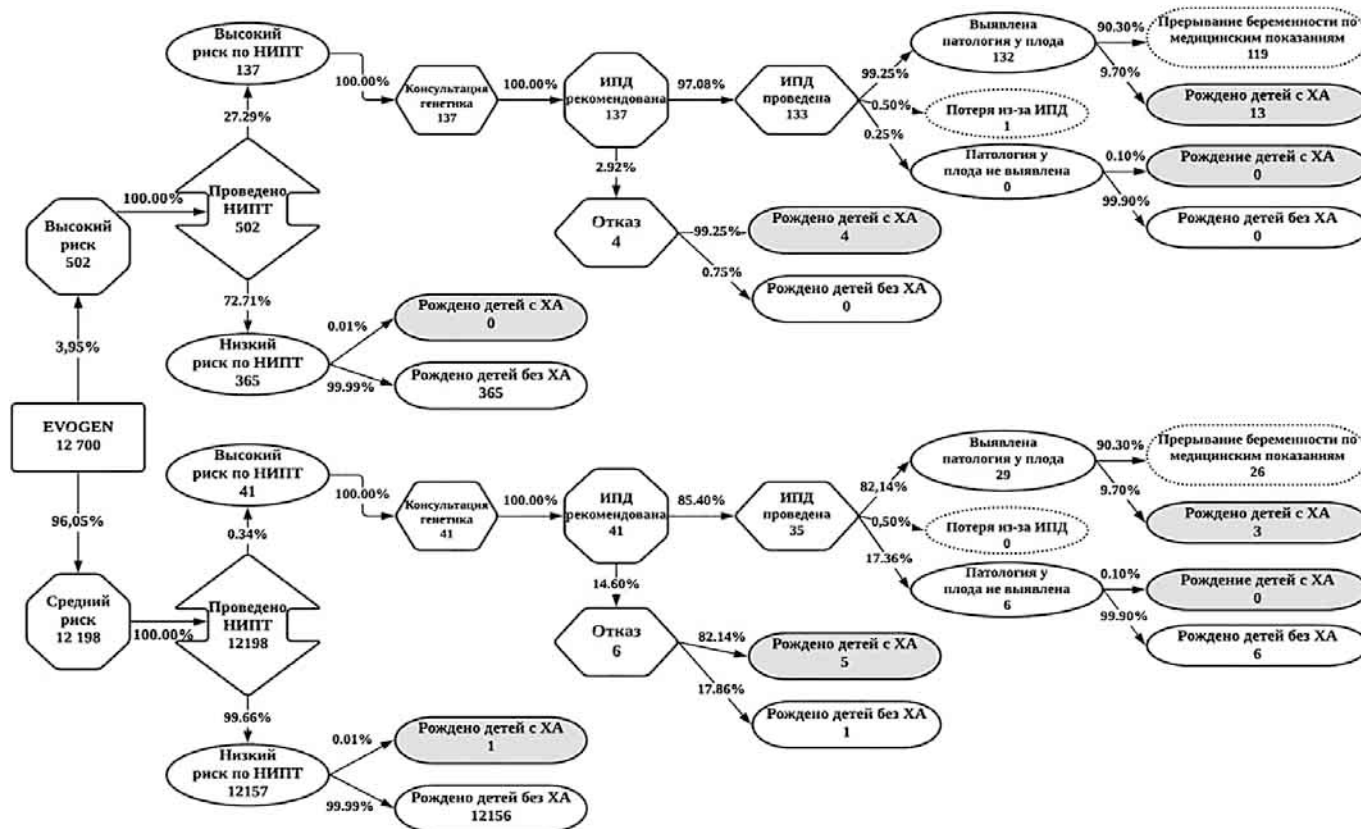 Высокий
риск по НИПТ
137
100.00%
27.29%
Консультация
генетика
137
100.00%
ИПД
рекомендована
137
97.08%
ИПД
проведена
133
99.25%
0.50%
0.25%
Выявлена
патология у плода
132
90.30%
9.70%
Прерывание беременности по
медицинским показаниям
119
Рождено детей с ХА
13
Потеря из-за ИПД
1
Патология у
плода не выявлена
0
0.10%
99.90%
Рождение детей с ХА
0
Рождено детей без ХА
0
2.92%
Отказ
4
99.25%
0.75%
Рождено детей с ХА
4
Рождено детей без ХА
0
Высокий
риск
502
100.00%
Проведено
НИПТ
502
72.71%
Низкий
риск по НИПТ
365
0.01%
99.99%
Рождено детей с ХА
0
Рождено детей без ХА
365
3,95%
EVOGEN
12 700
96,05%
Высокий
риск по НИПТ
41
100.00%
0.34%
Консультация
генетика
41
100.00%
ИПД
рекомендована
41
85.40%
ИПД
проведена
35
82,14%
0,50%
17.36%
Выявлена
патология у плода
29
90.30%
9.70%
Прерывание беременности по
медицинским показаниям
26
Рождено детей с ХА
3
Потеря из-за ИПД
0
Патология у
плода не выявлена
6
0.10%
99.90%
Рождение детей с ХА
0
Рождено детей без ХА
6
14.60%
Отказ
6
82.14%
17.86%
Рождено детей с ХА
5
Рождено детей без ХА
1
Средний
риск
12 198
100.00%
Проведено
НИПТ
12198
99.66%
Низкий
риск по НИПТ
12157
0.01%
99.99%
Рождено детей с ХА
1
Рождено детей без ХА
12156